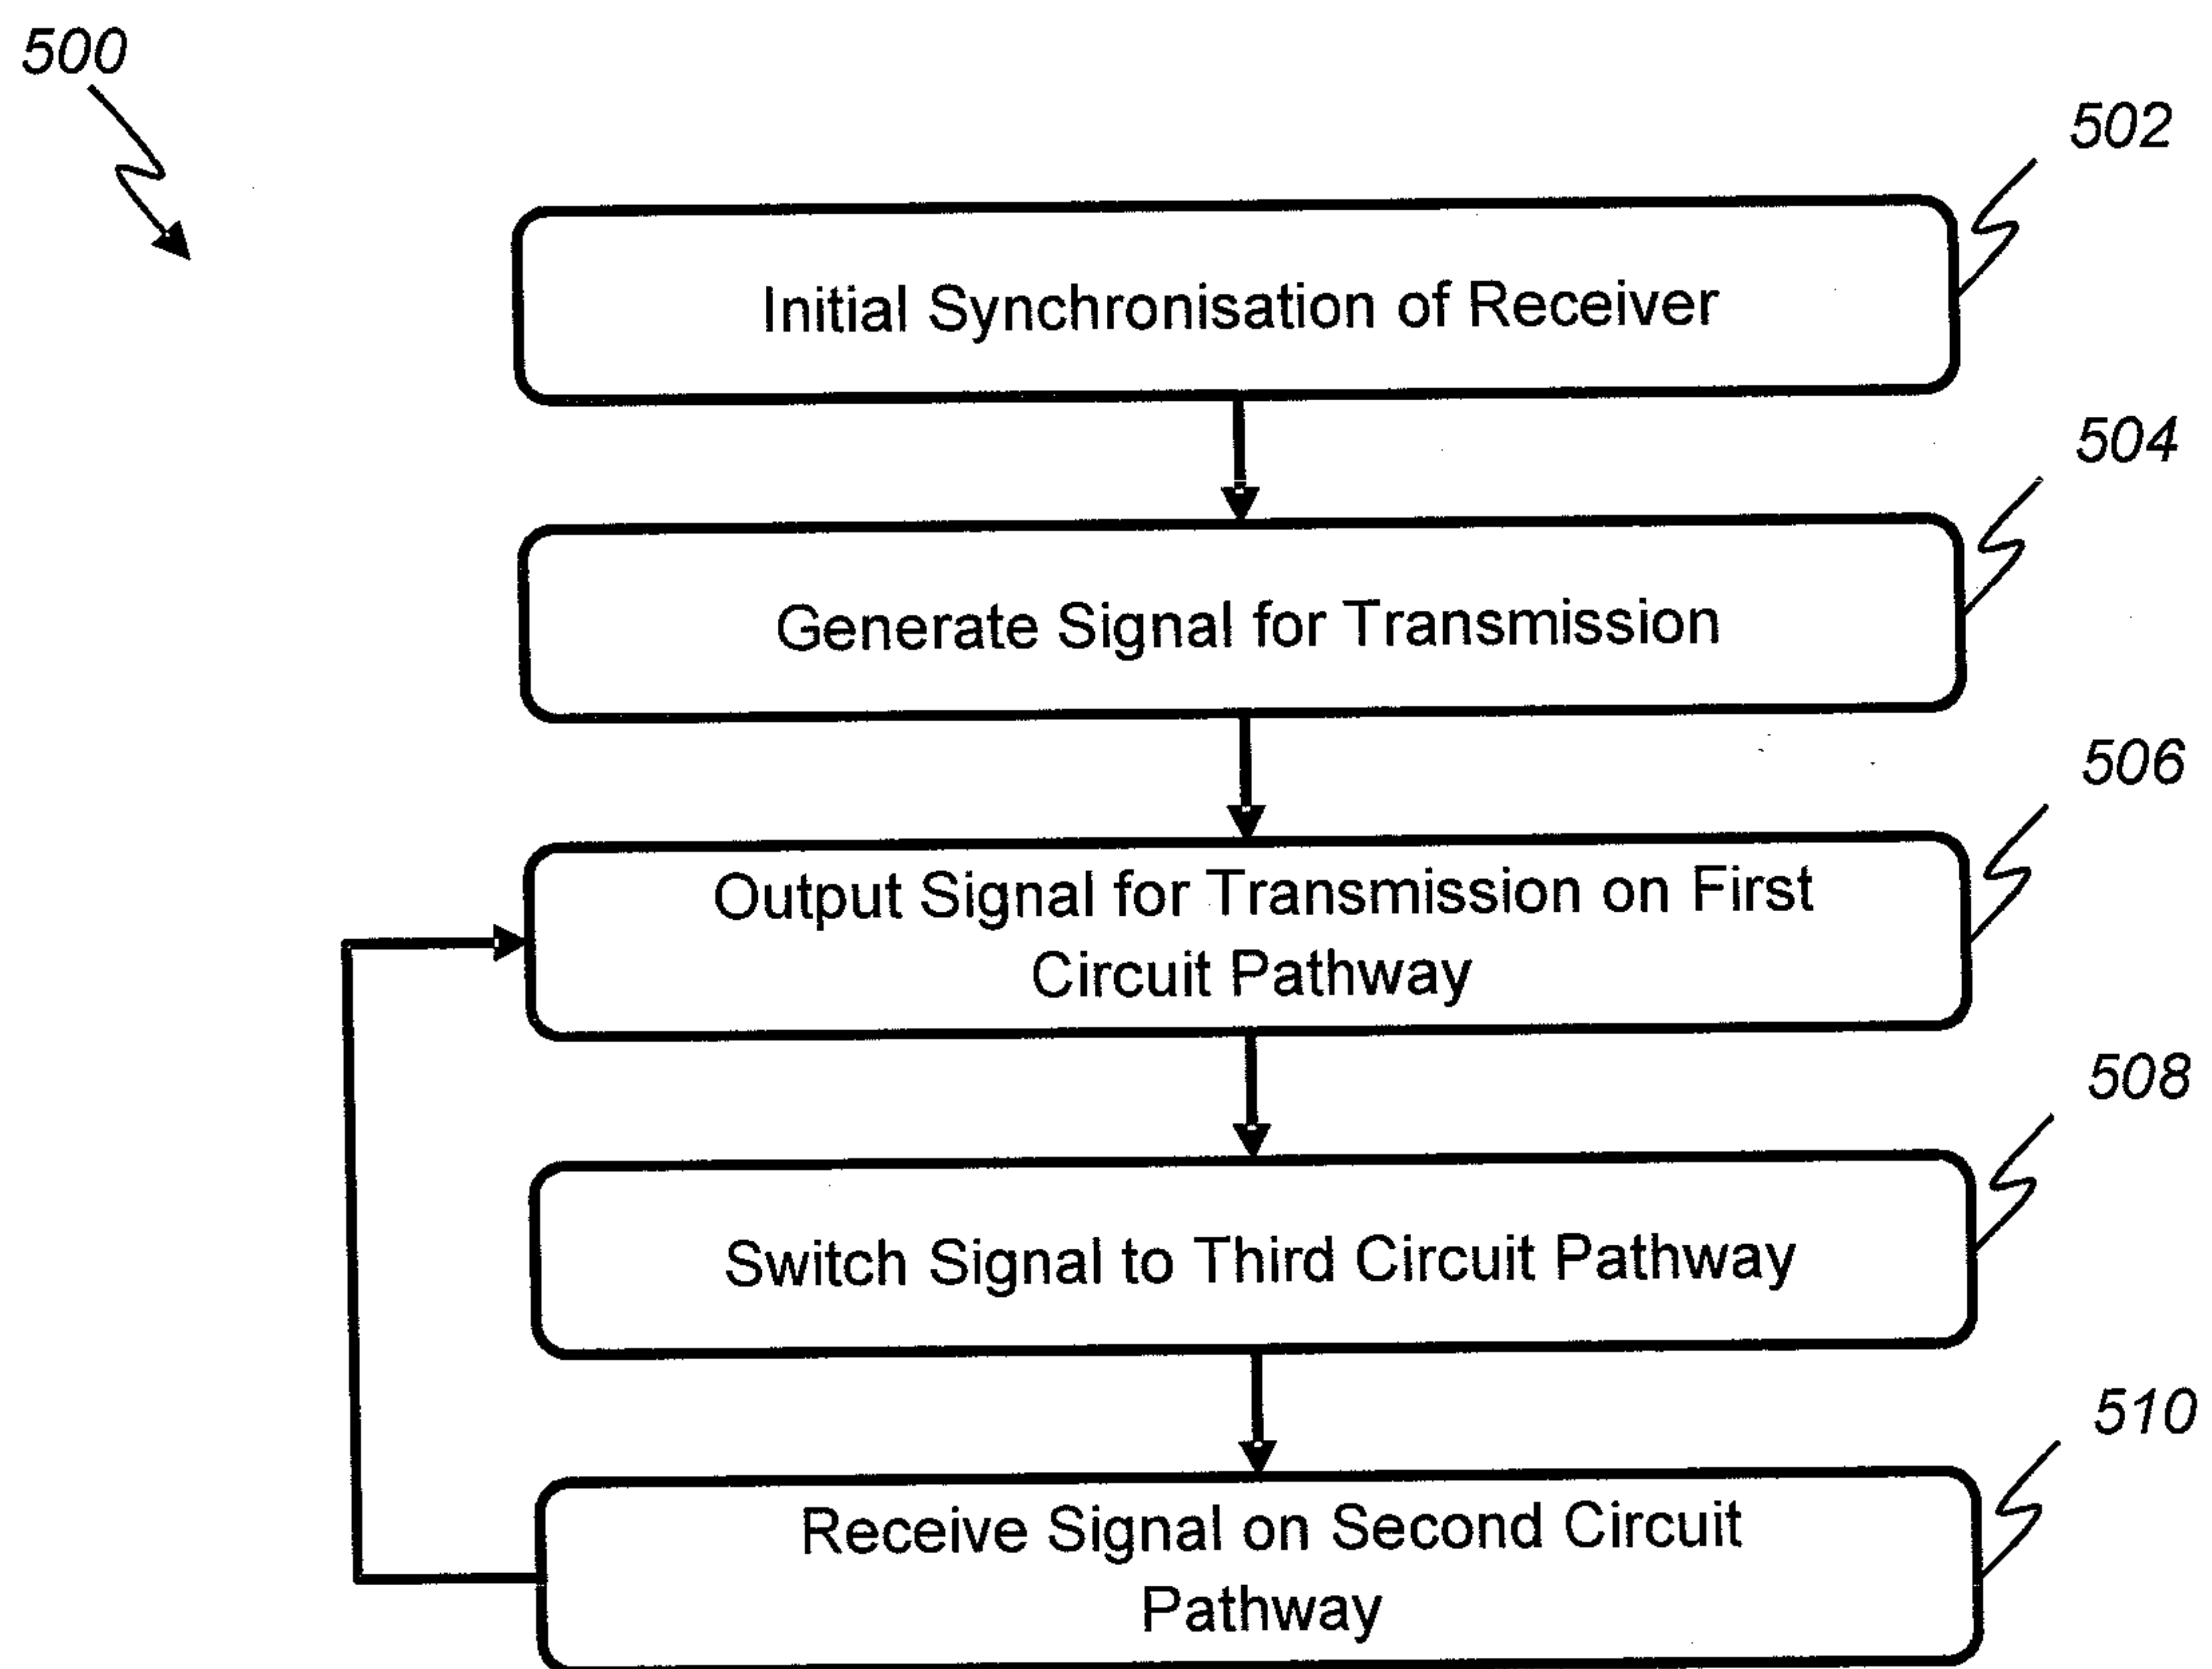 500
502
Initial Synchronisation of Receiver
504
Generate Signal for Transmission
506
Output Signal for Transmission on First
Circuit Pathway
508
Switch Signal to Third Circuit Pathway
510
Receive Signal on Second Circuit
Pathway